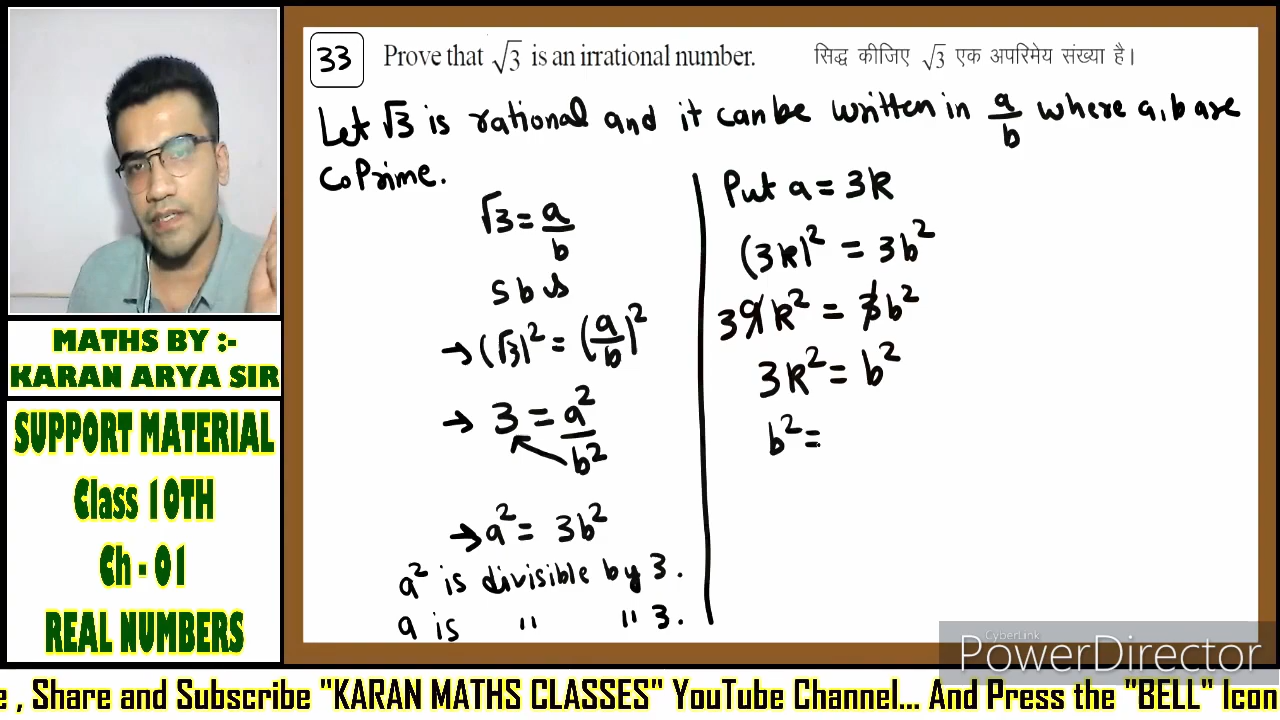 33 Prove that √3 is an irrational number. सिद्ध कीजिए √3 एक अपरिमेय संख्या है।
Let √3 is rational and it can be written in a/b where a, b are
CoPrime.
√3 = a/b
S b s
→ (√3)² = (a/b)²
→ 3 = a²/b²
→ a² = 3b²
a² is divisible by 3.
a is " " 3.
Put a = 3k
(3k)² = 3b²
3 9k² = 3b²
3k² = b²
b² =
MATHS BY :-
KARAN ARYA SIR
SUPPORT MATERIAL
Class 10TH
Ch - 01
REAL NUMBERS
CyberLink
PowerDirector
e , Share and Subscribe "KARAN MATHS CLASSES" YouTube Channel... And Press the "BELL" Icon